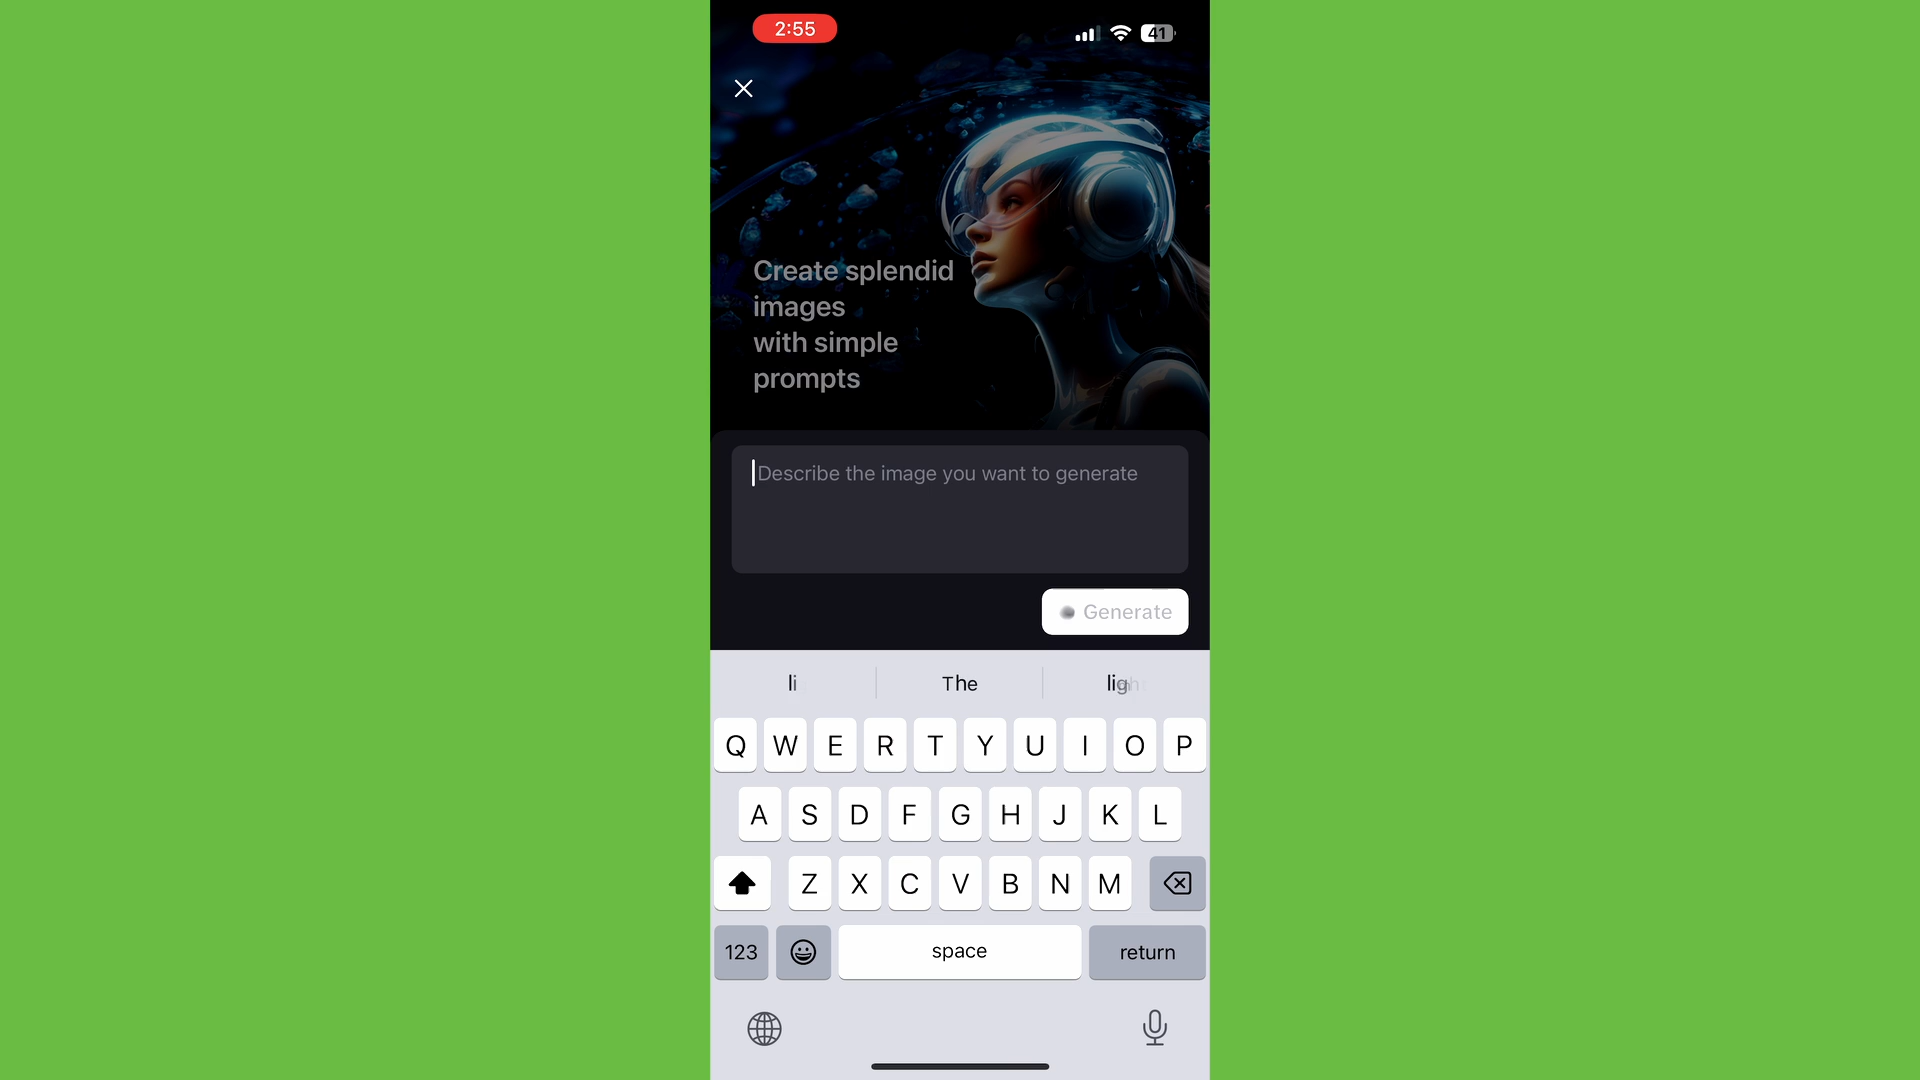 2:55
41
Create splendid
images
with simple
prompts
Describe the image you want to generate
Generate
li The
Q W E R T Y U I O P
A S D F G H J K L
Z X C V B N M
123 space return